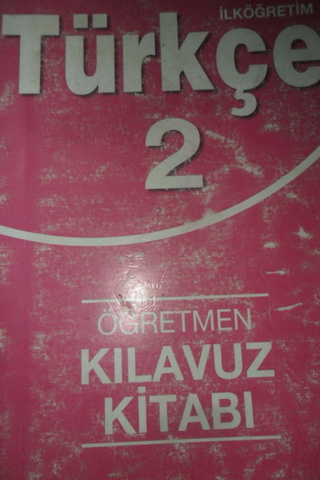 İLKÖĞRETİM
Türkçe
2
ÖĞRETMEN
KILAVUZ
KİTABI